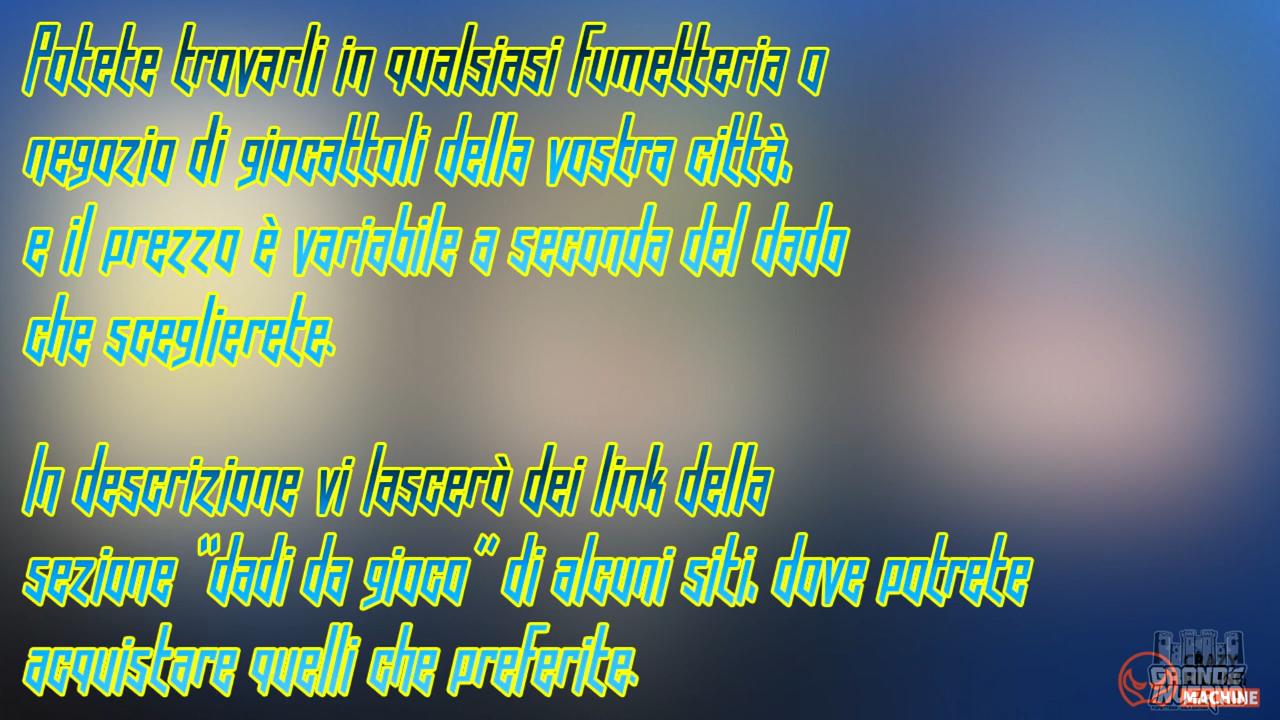 Potete trovarli in qualsiasi fumetteria o
negozio di giocattoli della vostra città,
e il prezzo è variabile a seconda del dado
che sceglierete.
In descrizione vi lascerò dei link della
sezione "dadi da gioco" di alcuni siti, dove potrete
acquistare quelli che preferite.
CRAZY
GRANDE
MACHINE